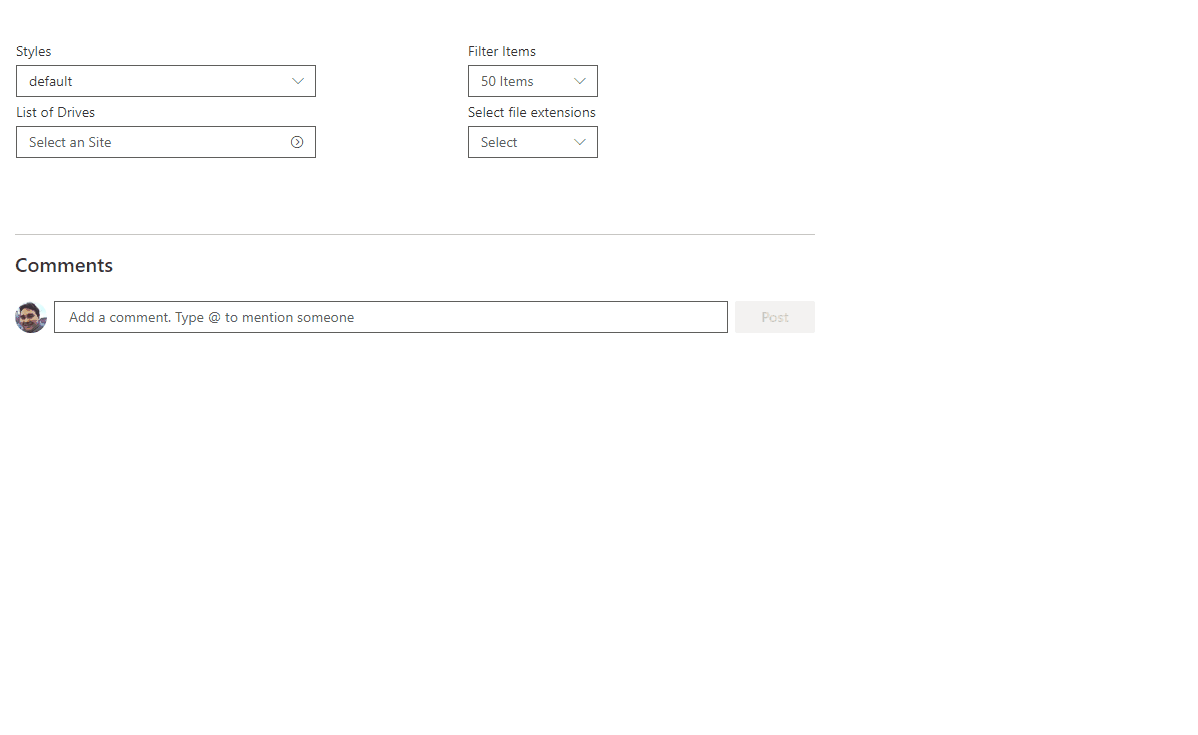 Styles
Filter Items
default
50 Items
List of Drives
Select file extensions
Select an Site
Select
Comments
Add a comment. Type @ to mention someone
Post